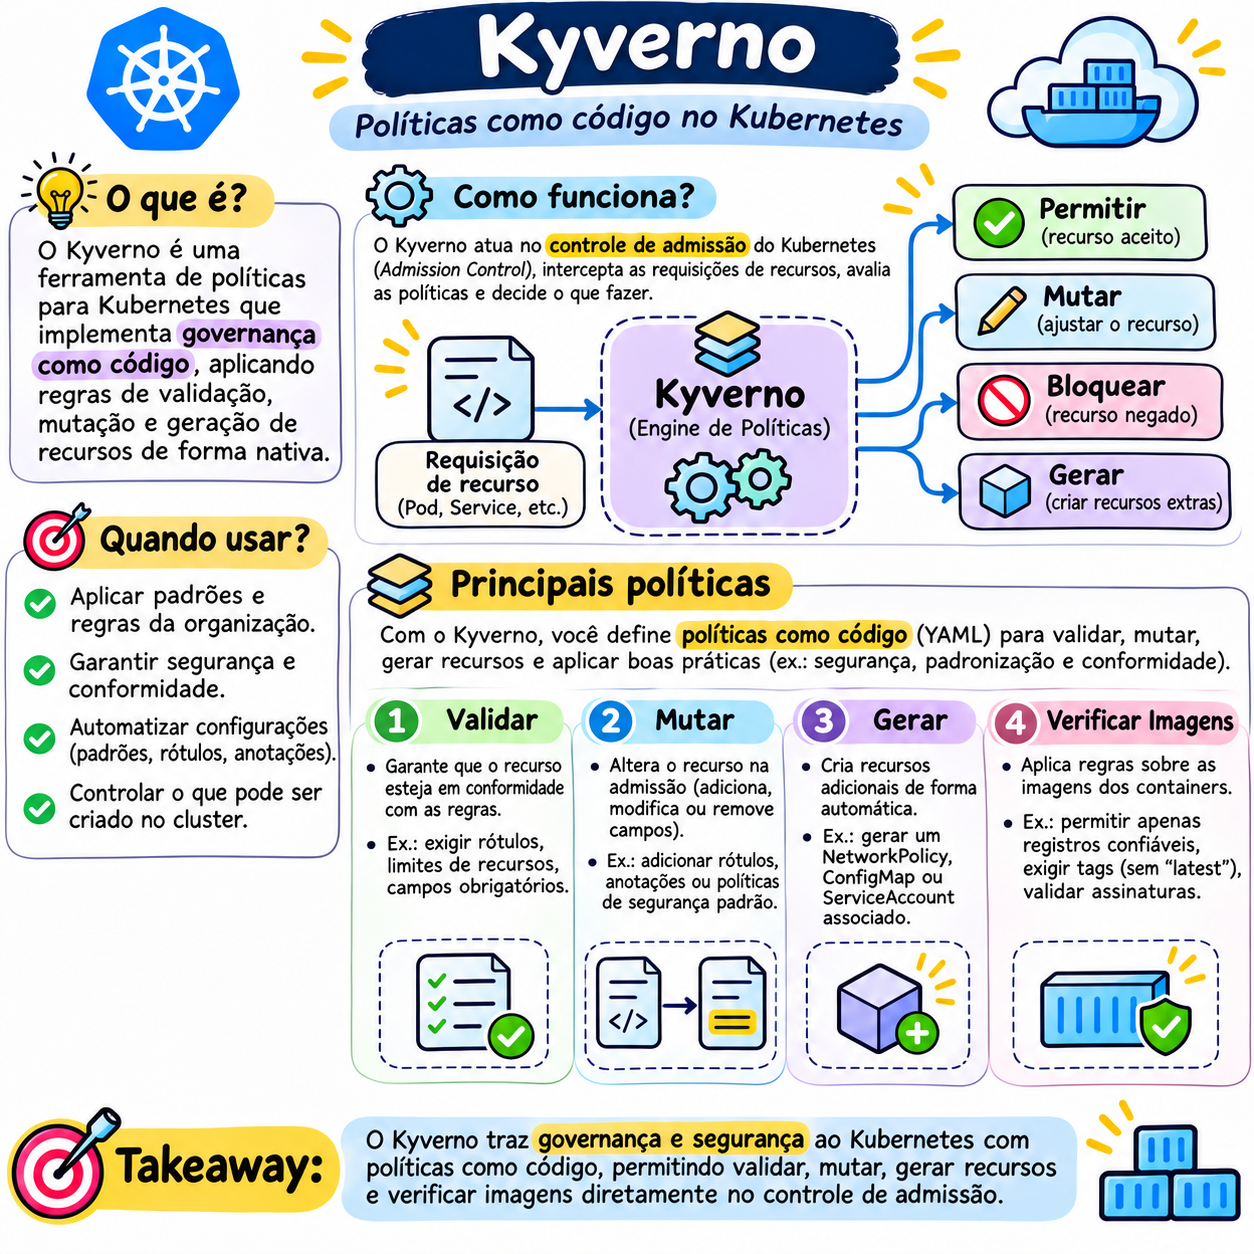 Kyverno
Políticas como código no Kubernetes
O que é?
O Kyverno é uma
ferramenta de políticas
para Kubernetes que
implementa governança
como código, aplicando
regras de validação,
mutação e geração de
recursos de forma nativa.
Quando usar?
Aplicar padrões e
regras da organização.
Garantir segurança e
conformidade.
Automatizar configurações
(padrões, rótulos, anotações).
Controlar o que pode ser
criado no cluster.
Como funciona?
O Kyverno atua no controle de admissão do Kubernetes
(Admission Control), intercepta as requisições de recursos, avalia
as políticas e decide o que fazer.
</>
Requisição
de recurso
(Pod, Service, etc.)
Kyverno
(Engine de Políticas)
Permitir
(recurso aceito)
Mutar
(ajustar o recurso)
Bloquear
(recurso negado)
Gerar
(criar recursos extras)
Principais políticas
Com o Kyverno, você define políticas como código (YAML) para validar, mutar,
gerar recursos e aplicar boas práticas (ex.: segurança, padronização e conformidade).
1 Validar
• Garante que o recurso
esteja em conformidade
com as regras.
• Ex.: exigir rótulos,
limites de recursos,
campos obrigatórios.
2 Mutar
• Altera o recurso na
admissão (adiciona,
modifica ou remove
campos).
• Ex.: adicionar rótulos,
anotações ou políticas
de segurança padrão.
</>
3 Gerar
• Cria recursos
adicionais de forma
automática.
• Ex.: gerar um
NetworkPolicy,
ConfigMap ou
ServiceAccount
associado.
4 Verificar Imagens
• Aplica regras sobre as
imagens dos containers.
• Ex.: permitir apenas
registros confiáveis,
exigir tags (sem “latest”),
validar assinaturas.
Takeaway:
O Kyverno traz governança e segurança ao Kubernetes com
políticas como código, permitindo validar, mutar, gerar recursos
e verificar imagens diretamente no controle de admissão.